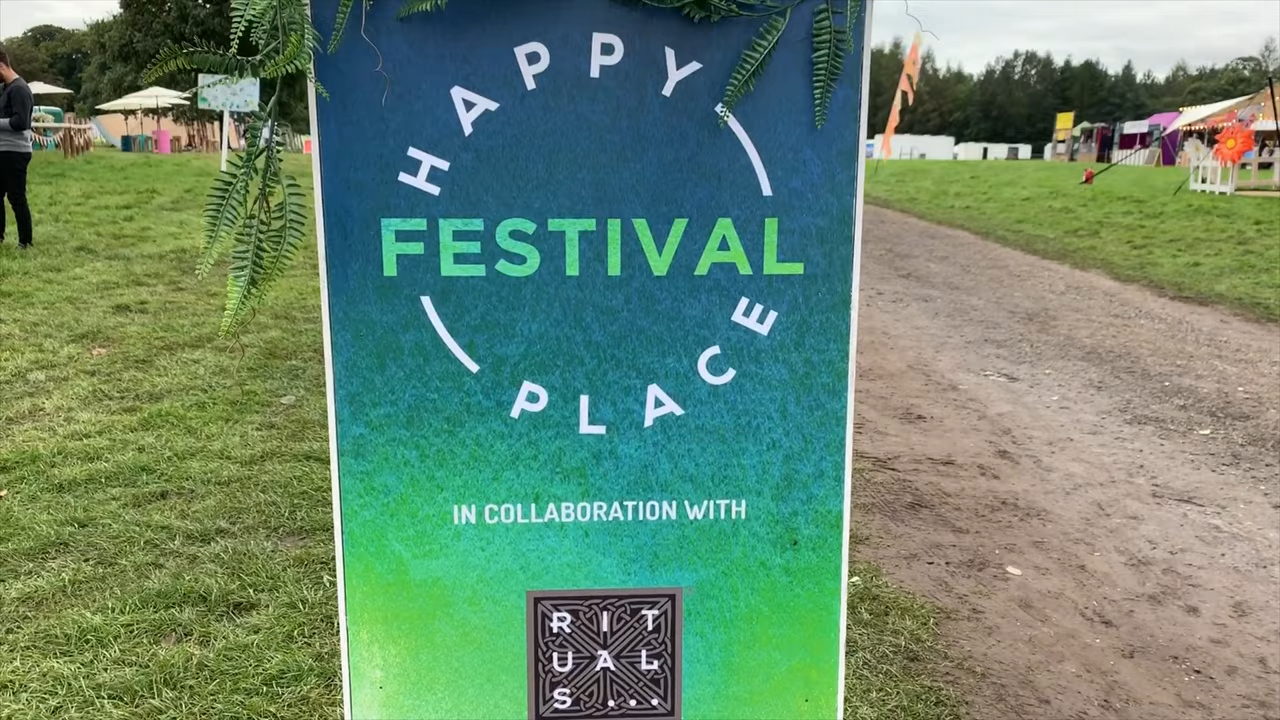 HAPPY
FESTIVAL
PLACE
IN COLLABORATION WITH
RIT
UAL
S...